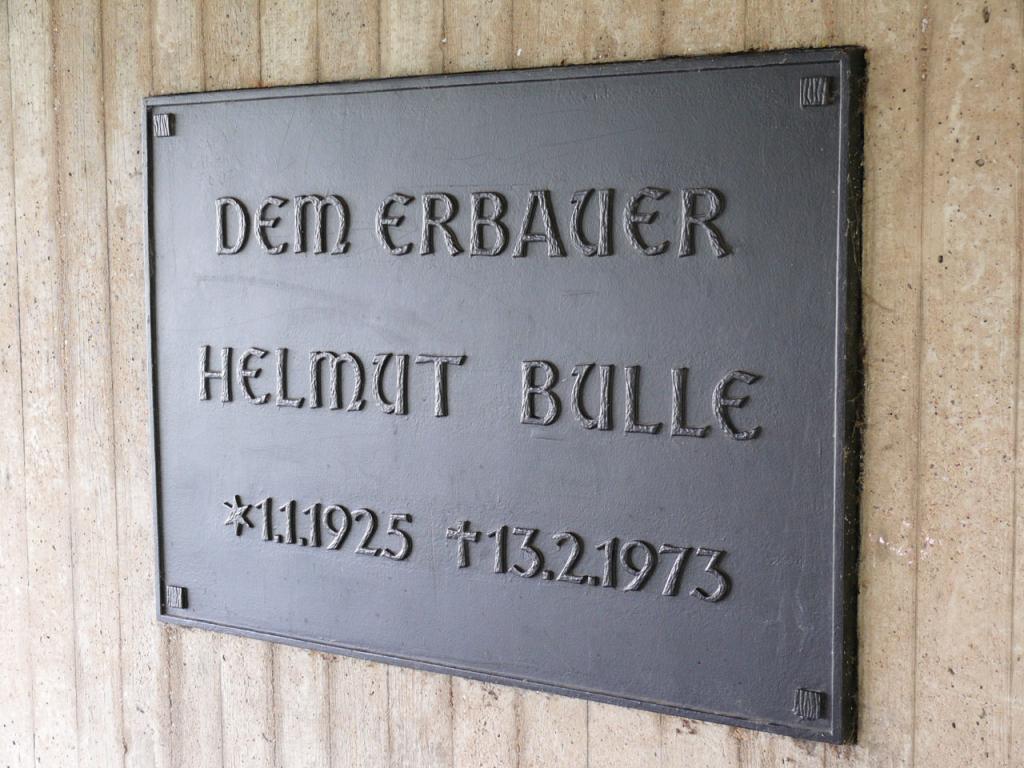 DEM ERBAUER
HELMUT BULLE
*1.1.1925 †13.2.1973